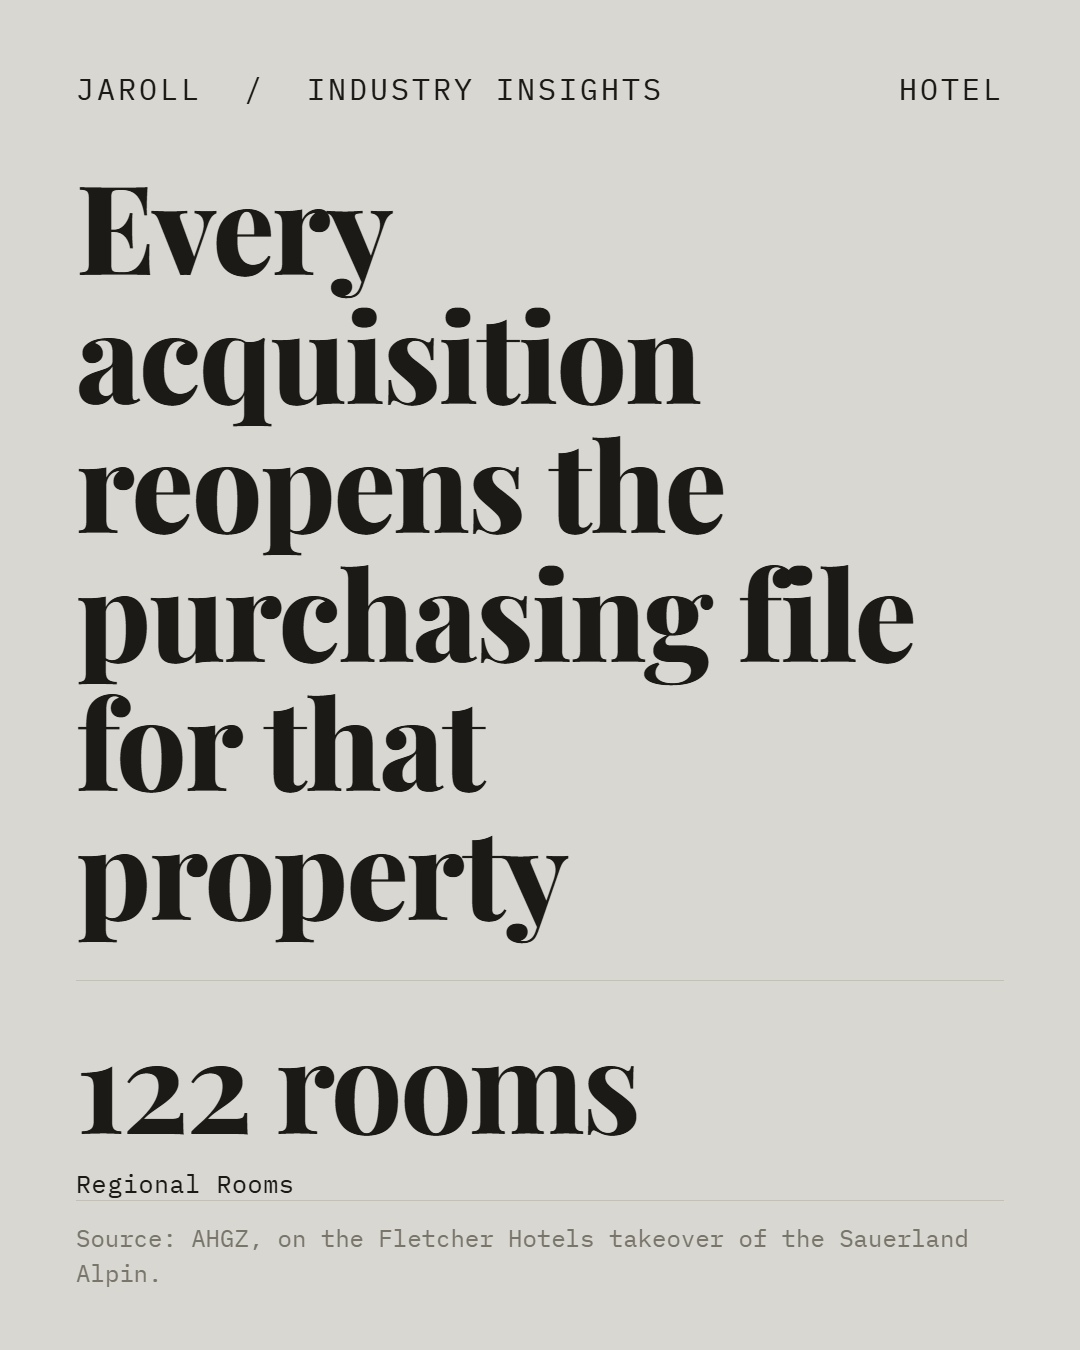 JAROLL / INDUSTRY INSIGHTS HOTEL
Every
acquisition
reopens the
purchasing file
for that
property
122 rooms
Regional Rooms
Source: AHGZ, on the Fletcher Hotels takeover of the Sauerland
Alpin.